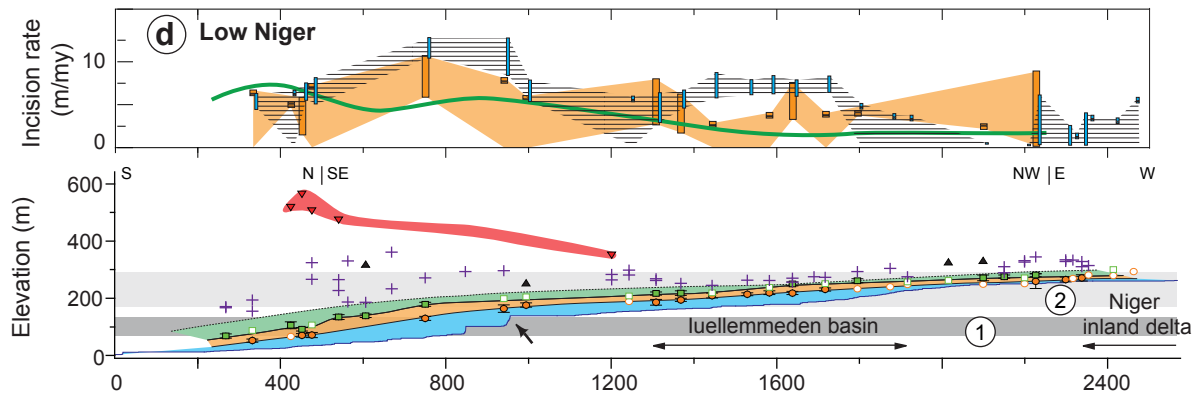 d Low Niger
Incision rate
(m/my)
10
0
S N | SE NW | E W
Elevation (m)
600
400
200
0
luellemmeden basin
1
2
Niger
inland delta
0 400 800 1200 1600 2000 2400